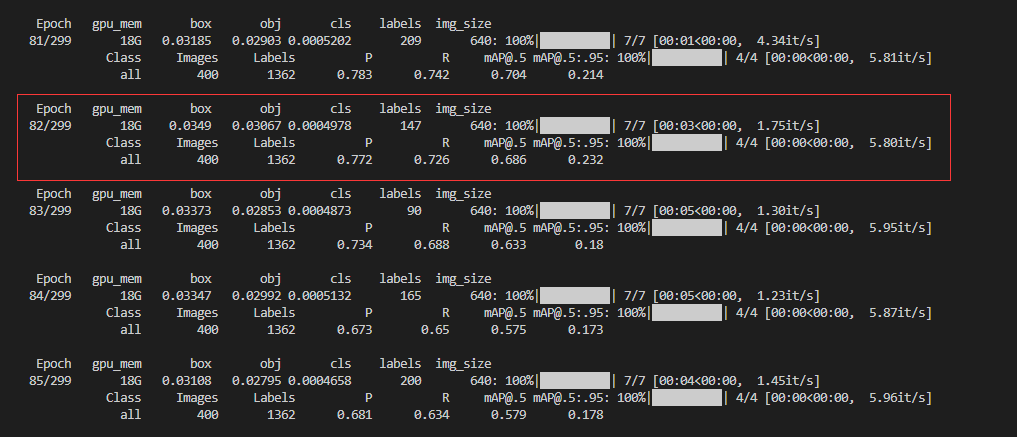 Epoch gpu_mem box obj cls labels img_size
81/299 18G 0.03185 0.02903 0.0005202 209 640: 100%| | 7/7 [00:01<00:00, 4.34it/s]
Class Images Labels P R mAP@.5 mAP@.5:.95: 100%| | 4/4 [00:00<00:00, 5.81it/s]
all 400 1362 0.783 0.742 0.704 0.214
Epoch gpu_mem box obj cls labels img_size
82/299 18G 0.0349 0.03067 0.0004978 147 640: 100%| | 7/7 [00:03<00:00, 1.75it/s]
Class Images Labels P R mAP@.5 mAP@.5:.95: 100%| | 4/4 [00:00<00:00, 5.80it/s]
all 400 1362 0.772 0.726 0.686 0.232
Epoch gpu_mem box obj cls labels img_size
83/299 18G 0.03373 0.02853 0.0004873 90 640: 100%| | 7/7 [00:05<00:00, 1.30it/s]
Class Images Labels P R mAP@.5 mAP@.5:.95: 100%| | 4/4 [00:00<00:00, 5.95it/s]
all 400 1362 0.734 0.688 0.633 0.18
Epoch gpu_mem box obj cls labels img_size
84/299 18G 0.03347 0.02992 0.0005132 165 640: 100%| | 7/7 [00:05<00:00, 1.23it/s]
Class Images Labels P R mAP@.5 mAP@.5:.95: 100%| | 4/4 [00:00<00:00, 5.87it/s]
all 400 1362 0.673 0.65 0.575 0.173
Epoch gpu_mem box obj cls labels img_size
85/299 18G 0.03108 0.02795 0.0004658 200 640: 100%| | 7/7 [00:04<00:00, 1.45it/s]
Class Images Labels P R mAP@.5 mAP@.5:.95: 100%| | 4/4 [00:00<00:00, 5.96it/s]
all 400 1362 0.681 0.634 0.579 0.178